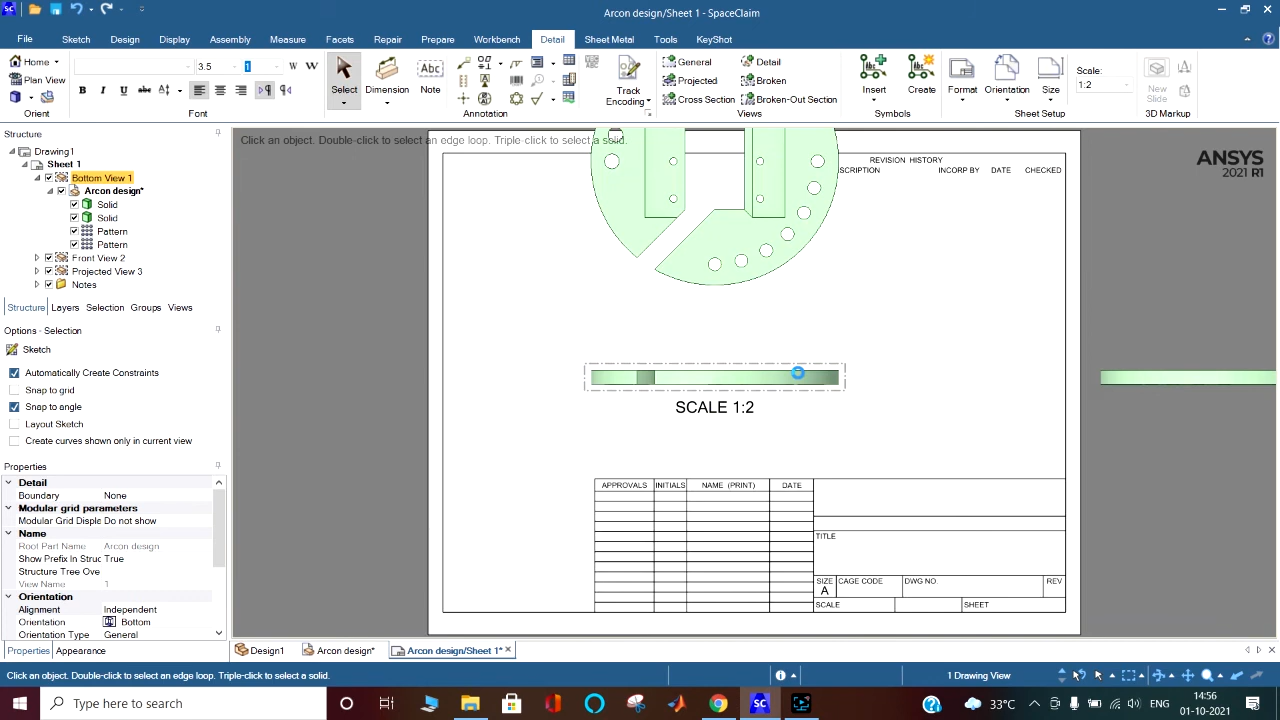 SC
Arcon design/Sheet 1 - SpaceClaim
File
Sketch
Design
Display
Assembly
Measure
Facets
Repair
Prepare
Workbench
Detail
Sheet Metal
Tools
KeyShot
Home
Plan View
Orient
3.5
1
W
W
B
I
U
abc
A
Font
Select
Dimension
Abc
Note
Annotation
Track Encoding
General
Projected
Cross Section
Detail
Broken
Broken-Out Section
Views
Insert
Create
Symbols
Format
Orientation
Size
Scale:
1:2
Sheet Setup
New Slide
3D Markup
Structure
Drawing1
Sheet 1
Bottom View 1
Arcon design*
Solid
Solid
Pattern
Pattern
Front View 2
Projected View 3
Notes
Structure
Layers
Selection
Groups
Views
Options - Selection
Sketch
Automatically Create Constraints
Snap to grid
Snap to angle
Layout Sketch
Create curves shown only in current view
Properties
Detail
Boundary None
Modular grid parameters
Modular Grid Displa Do not show
Name
Root Part Name Arcon design
Show Prefix In Struc True
Structure Tree Ove
View Name 1
Orientation
Alignment Independent
Orientation Bottom
Orientation Type General
Properties
Appearance
Click an object. Double-click to select an edge loop. Triple-click to select a solid.
REVISION HISTORY
SCRIPTION INCORP BY DATE CHECKED
ANSYS
2021 R1
SCALE 1:2
APPROVALS INITIALS NAME (PRINT) DATE
TITLE
SIZE
A
CAGE CODE
DWG NO.
REV
SCALE
SHEET
Design1
Arcon design*
Arcon design/Sheet 1*
Click an object. Double-click to select an edge loop. Triple-click to select a solid.
1 Drawing View
Type here to search
SC
33°C
ENG
14:56
01-10-2021